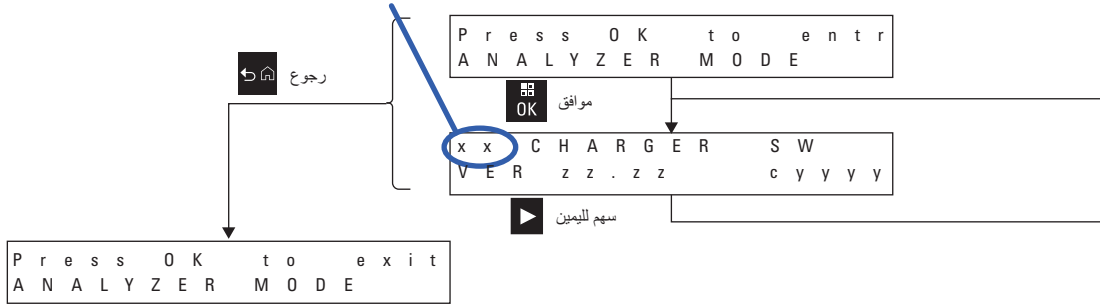 Press OK to entr
ANALYZER MODE
رجوع
OK
موافق
xx CHARGER SW
VER zz.zz cyyyy
سهم لليمين
Press OK to exit
ANALYZER MODE